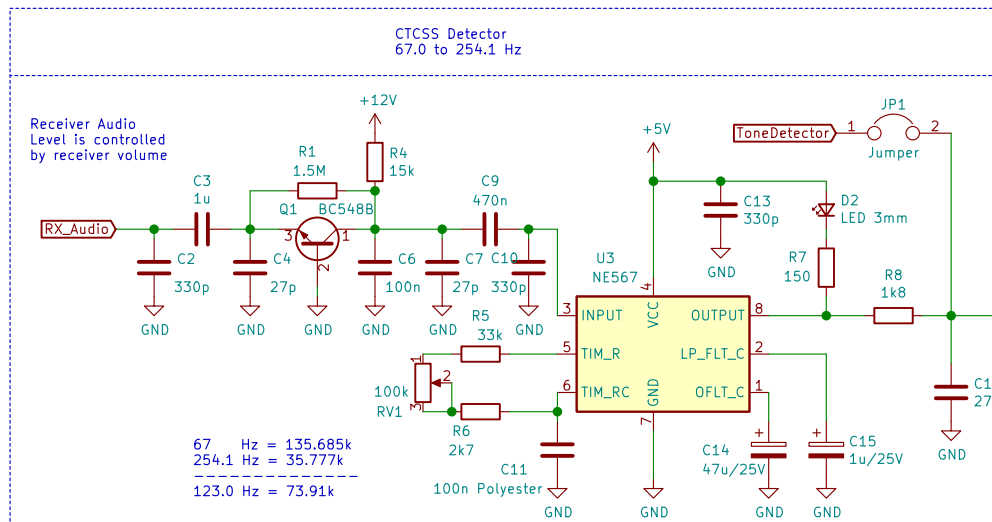 CTCSS Detector
67.0 to 254.1 Hz
Receiver Audio
Level is controlled
by receiver volume
+12V
R4
15k
R1
1.5M
C3
1u
Q1
BC548B
3
1
2
RX_Audio
C2
330p
GND
C4
27p
GND
GND
C6
100n
GND
C7
27p
GND
C9
470n
C10
330p
GND
+5V
ToneDetector
JP1
1
2
Jumper
C13
330p
GND
D2
LED 3mm
R7
150
R8
1k8
U3
NE567
3
INPUT
4
VCC
OUTPUT
8
5
TIM_R
LP_FLT_C
2
6
TIM_RC
OFLT_C
1
GND
7
GND
R5
33k
100k
RV1
1
2
3
R6
2k7
C11
100n Polyester
GND
C14
47u/25V
+
GND
C15
1u/25V
+
GND
C1
27
GND
67 Hz = 135.685k
254.1 Hz = 35.777k
--------------
123.0 Hz = 73.91k